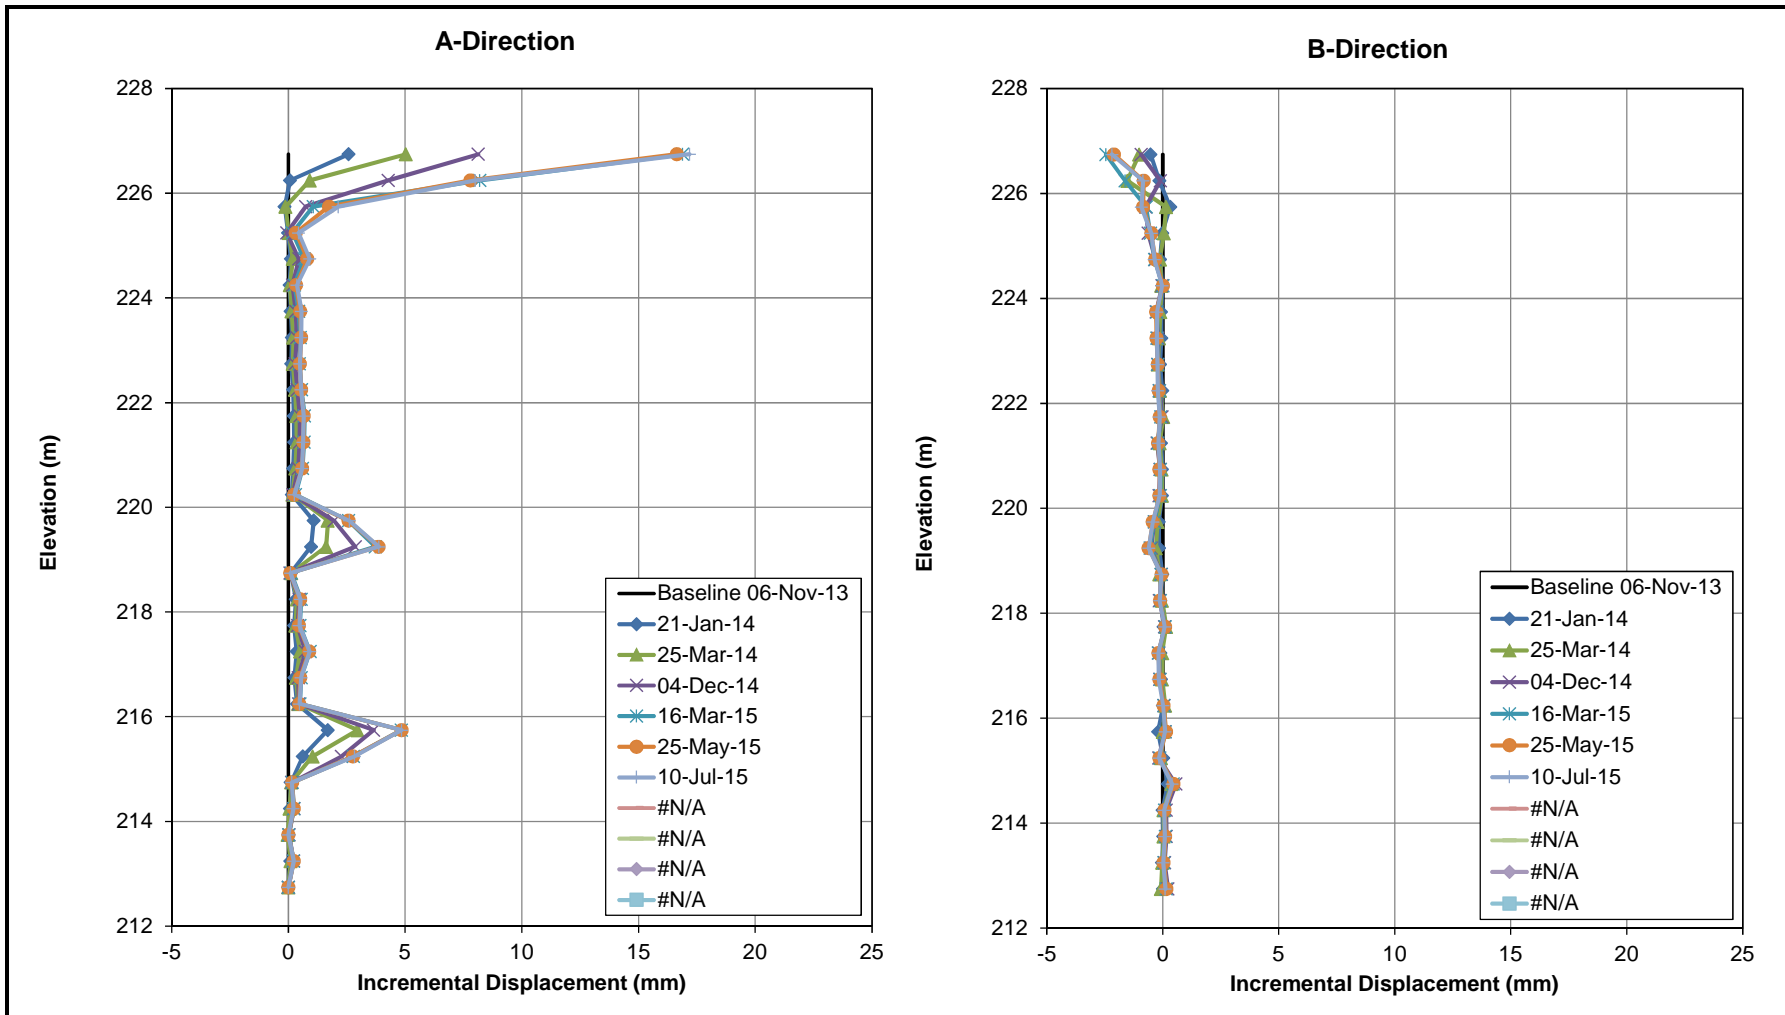 A-Direction
228
226
224
222
220
218
216
214
212
-5
0
5
10
15
20
25
Elevation (m)
Incremental Displacement (mm)
Baseline 06-Nov-13
21-Jan-14
25-Mar-14
04-Dec-14
16-Mar-15
25-May-15
10-Jul-15
#N/A
#N/A
#N/A
#N/A
B-Direction
228
226
224
222
220
218
216
214
212
-5
0
5
10
15
20
25
Elevation (m)
Incremental Displacement (mm)
Baseline 06-Nov-13
21-Jan-14
25-Mar-14
04-Dec-14
16-Mar-15
25-May-15
10-Jul-15
#N/A
#N/A
#N/A
#N/A